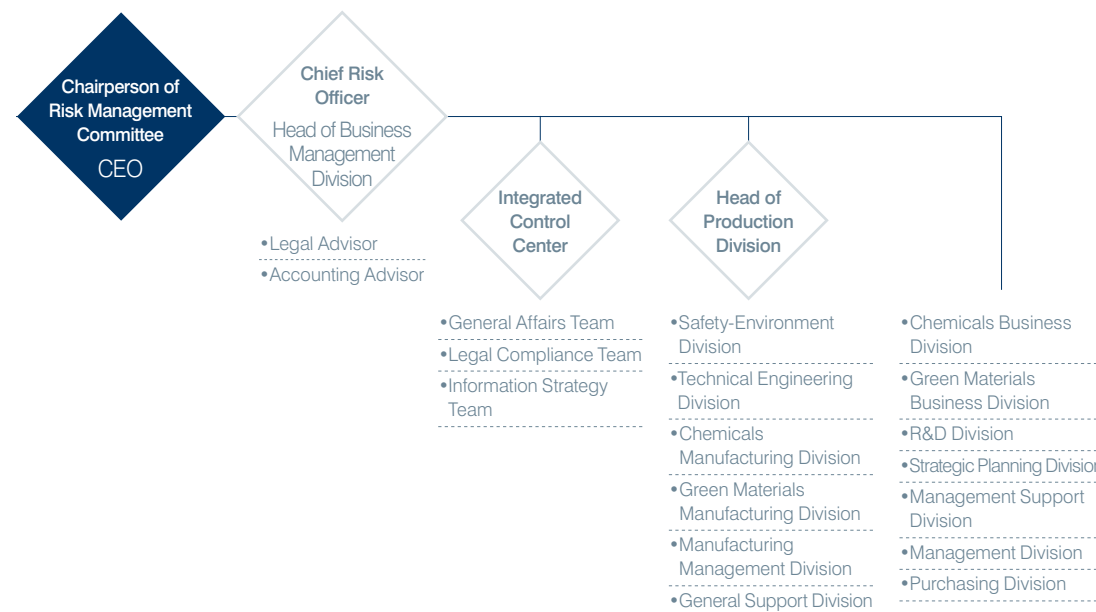 Chairperson of
Risk Management
Committee
CEO
Chief Risk
Officer
Head of Business
Management
Division
•Legal Advisor
•Accounting Advisor
Integrated
Control
Center
•General Affairs Team
•Legal Compliance Team
•Information Strategy
Team
Head of
Production
Division
•Safety-Environment
Division
•Technical Engineering
Division
•Chemicals
Manufacturing Division
•Green Materials
Manufacturing Division
•Manufacturing
Management Division
•General Support Division
•Chemicals Business
Division
•Green Materials
Business Division
•R&D Division
•Strategic Planning Division
•Management Support
Division
•Management Division
•Purchasing Division